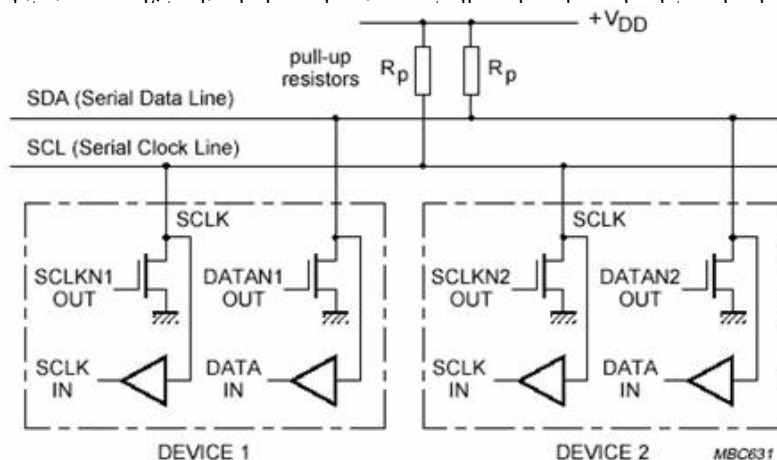 +VDD
pull-up
resistors
Rp
Rp
SDA (Serial Data Line)
SCL (Serial Clock Line)
SCLK
SCLK
SCLKN1
OUT
DATAN1
OUT
SCLKN2
OUT
DATAN2
OUT
SCLK
IN
DATA
IN
SCLK
IN
DATA
IN
DEVICE 1
DEVICE 2
MBC631